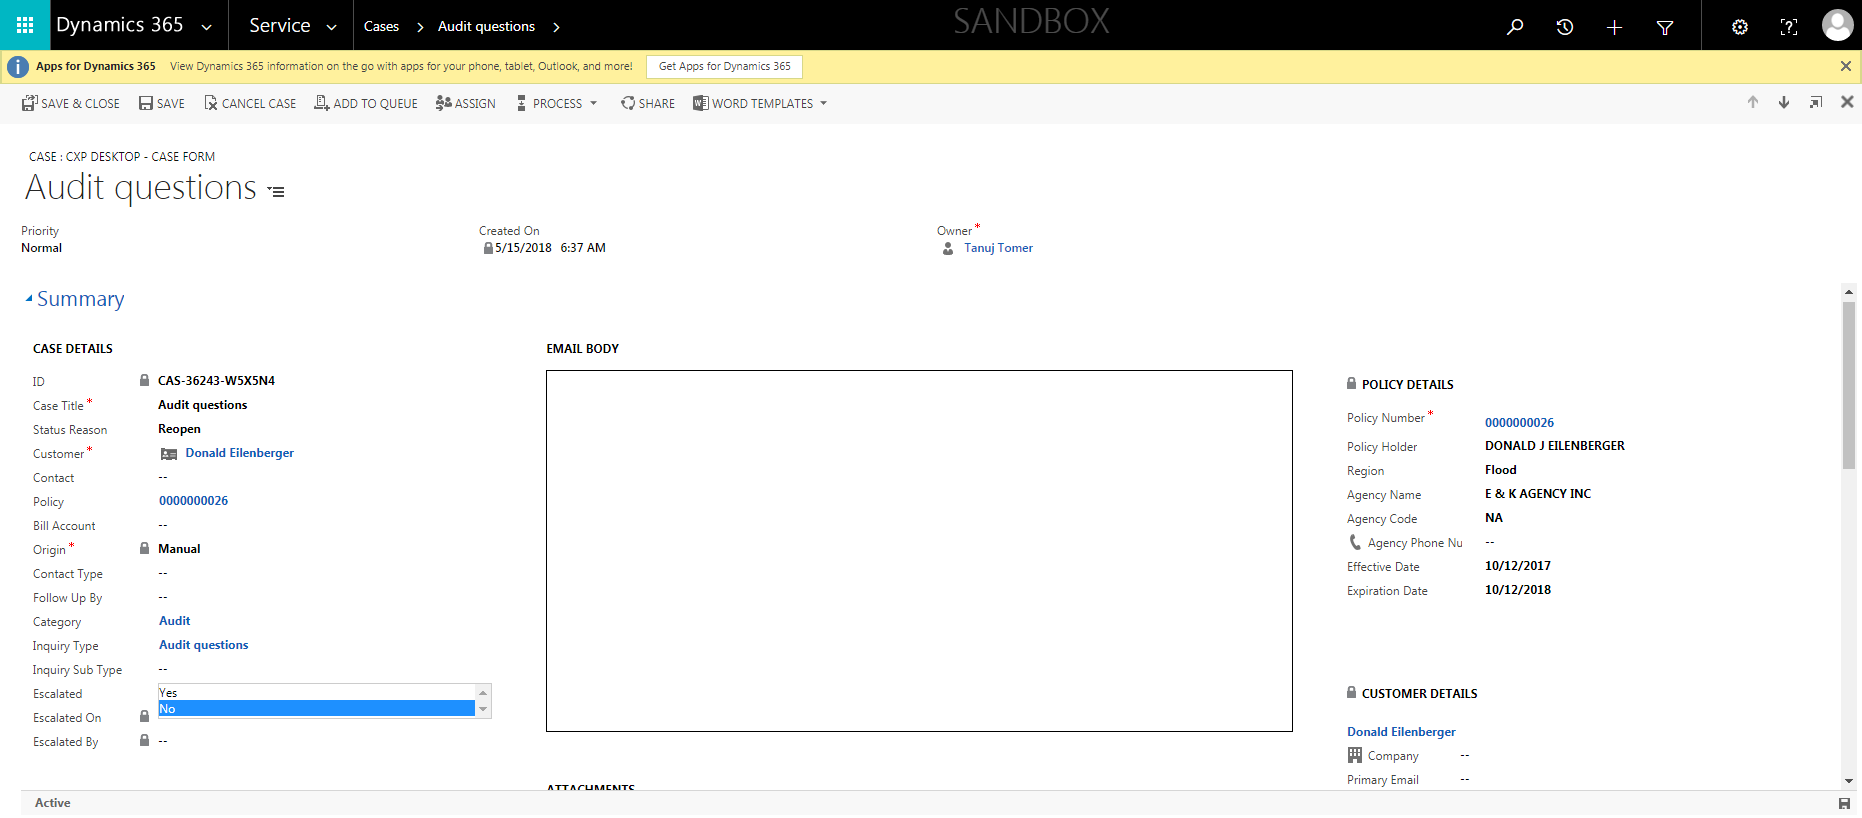 Dynamics 365 Service Cases Audit questions SANDBOX
Apps for Dynamics 365 View Dynamics 365 information on the go with apps for your phone, tablet, Outlook, and more! Get Apps for Dynamics 365
SAVE & CLOSE SAVE CANCEL CASE ADD TO QUEUE ASSIGN PROCESS SHARE WORD TEMPLATES
CASE : CXP DESKTOP - CASE FORM
Audit questions
Priority
Normal
Created On
5/15/2018 6:37 AM
Owner *
Tanuj Tomer
Summary
CASE DETAILS
ID CAS-36243-W5X5N4
Case Title * Audit questions
Status Reason Reopen
Customer * Donald Eilenberger
Contact --
Policy 0000000026
Bill Account --
Origin * Manual
Contact Type --
Follow Up By --
Category Audit
Inquiry Type Audit questions
Inquiry Sub Type --
Escalated Yes
No
Escalated On
Escalated By --
EMAIL BODY
ATTACHMENTS
POLICY DETAILS
Policy Number * 0000000026
Policy Holder DONALD J EILENBERGER
Region Flood
Agency Name E & K AGENCY INC
Agency Code NA
Agency Phone Nu --
Effective Date 10/12/2017
Expiration Date 10/12/2018
CUSTOMER DETAILS
Donald Eilenberger
Company --
Primary Email --
Active